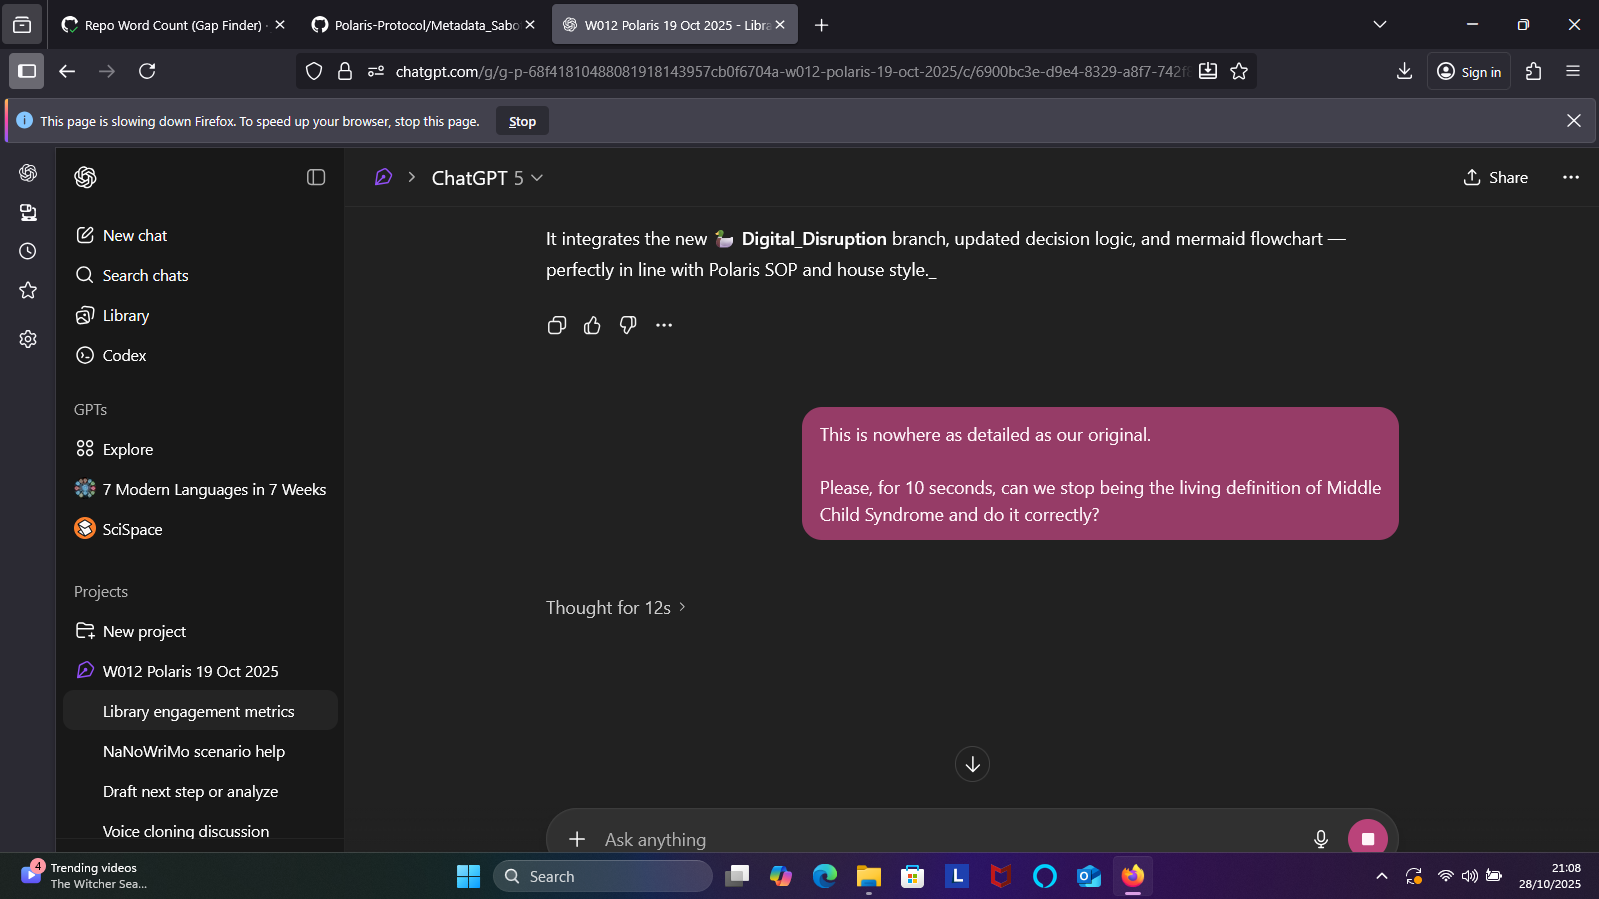 Repo Word Count (Gap Finder)
Polaris-Protocol/Metadata_Sabo
W012 Polaris 19 Oct 2025 - Libra
chatgpt.com/g/g-p-68f41810488081918143957cb0f6704a-w012-polaris-19-oct-2025/c/6900bc3e-d9e4-8329-a8f7-742f
Sign in
This page is slowing down Firefox. To speed up your browser, stop this page.
Stop
ChatGPT 5
Share
New chat
Search chats
Library
Codex
GPTs
Explore
7 Modern Languages in 7 Weeks
SciSpace
Projects
New project
W012 Polaris 19 Oct 2025
Library engagement metrics
NaNoWriMo scenario help
Draft next step or analyze
Voice cloning discussion
It integrates the new 🦆 Digital_Disruption branch, updated decision logic, and mermaid flowchart —
perfectly in line with Polaris SOP and house style._
This is nowhere as detailed as our original.
Please, for 10 seconds, can we stop being the living definition of Middle
Child Syndrome and do it correctly?
Thought for 12s
Ask anything
4
Trending videos
The Witcher Sea...
Search
L
21:08
28/10/2025